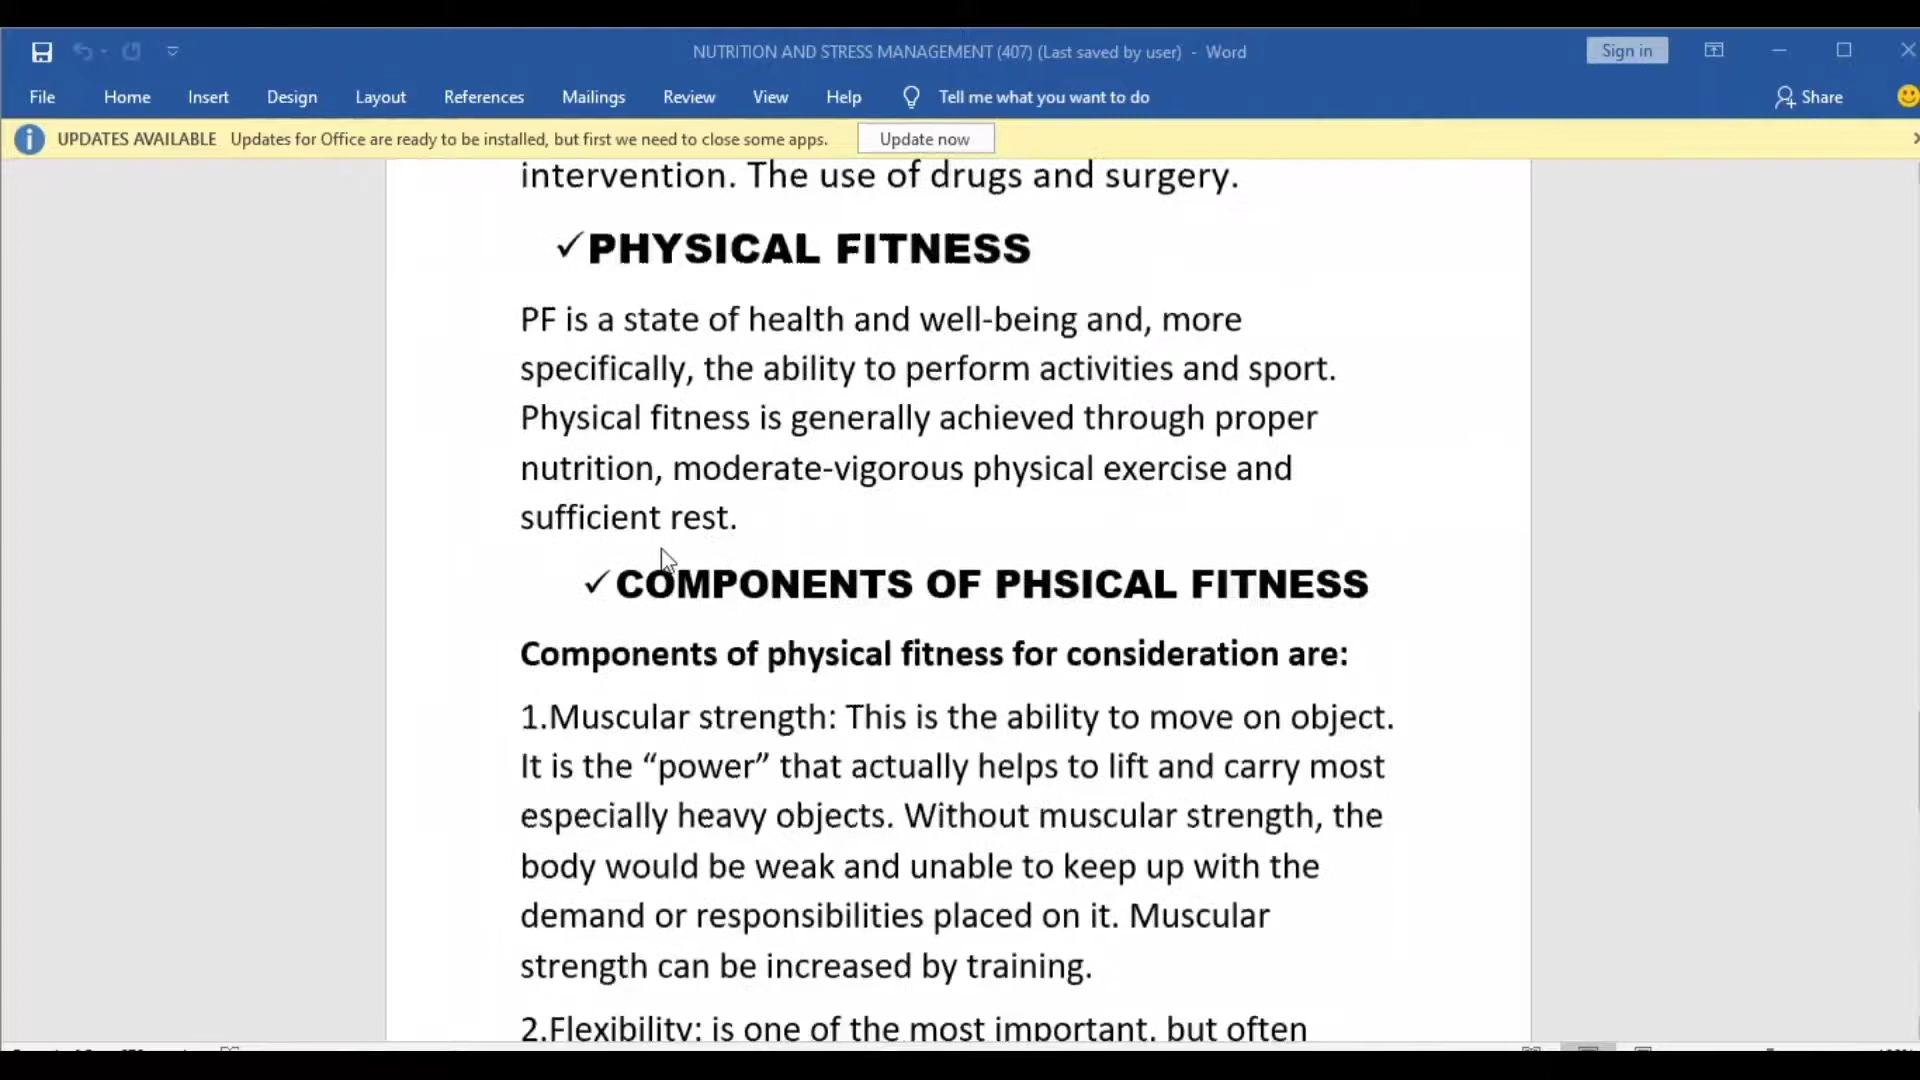 NUTRITION AND STRESS MANAGEMENT (407) (Last saved by user) - Word
Sign in
File Home Insert Design Layout References Mailings Review View Help Tell me what you want to do Share
UPDATES AVAILABLE Updates for Office are ready to be installed, but first we need to close some apps. Update now
intervention. The use of drugs and surgery.
✓PHYSICAL FITNESS
PF is a state of health and well-being and, more
specifically, the ability to perform activities and sport.
Physical fitness is generally achieved through proper
nutrition, moderate-vigorous physical exercise and
sufficient rest.
✓COMPONENTS OF PHSICAL FITNESS
Components of physical fitness for consideration are:
1.Muscular strength: This is the ability to move on object.
It is the “power” that actually helps to lift and carry most
especially heavy objects. Without muscular strength, the
body would be weak and unable to keep up with the
demand or responsibilities placed on it. Muscular
strength can be increased by training.
2.Flexibility: is one of the most important, but often